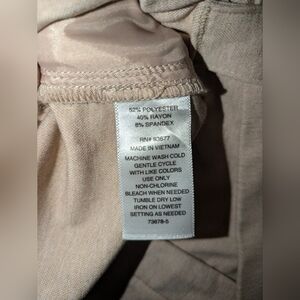 52% POLYESTER
40% RAYON
8% SPANDEX
RN# 93677
MADE IN VIETNAM
MACHINE WASH COLD
GENTLE CYCLE
WITH LIKE COLORS
USE ONLY
NON-CHLORINE
BLEACH WHEN NEEDED
TUMBLE DRY LOW
IRON ON LOWEST
SETTING AS NEEDED
73678-5